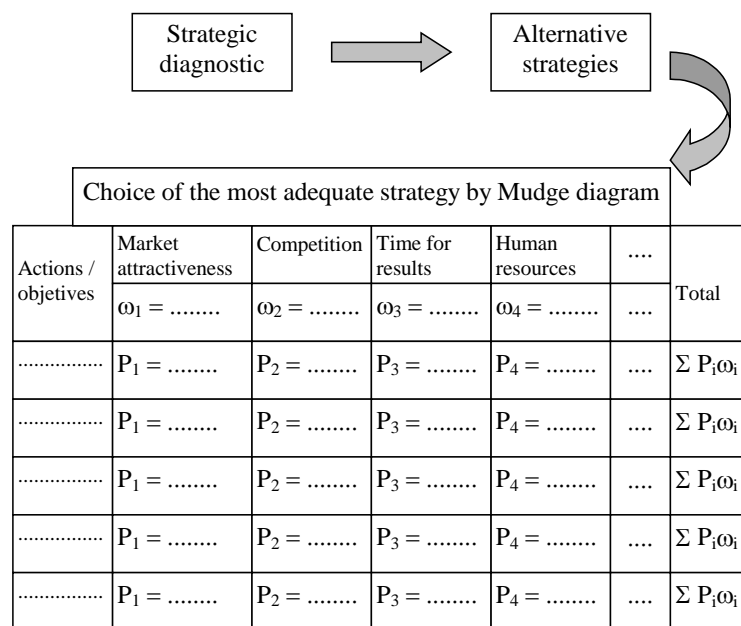 Strategic
diagnostic
Alternative
strategies
Choice of the most adequate strategy by Mudge diagram
Actions /
objetives
Market
attractiveness
Competition
Time for
results
Human
resources
....
Total
ω₁ = ........
ω₂ = ........
ω₃ = ........
ω₄ = ........
....
................ P₁ = ........ P₂ = ........ P₃ = ........ P₄ = ........ .... Σ Pᵢωᵢ
................ P₁ = ........ P₂ = ........ P₃ = ........ P₄ = ........ .... Σ Pᵢωᵢ
................ P₁ = ........ P₂ = ........ P₃ = ........ P₄ = ........ .... Σ Pᵢωᵢ
................ P₁ = ........ P₂ = ........ P₃ = ........ P₄ = ........ .... Σ Pᵢωᵢ
................ P₁ = ........ P₂ = ........ P₃ = ........ P₄ = ........ .... Σ Pᵢωᵢ